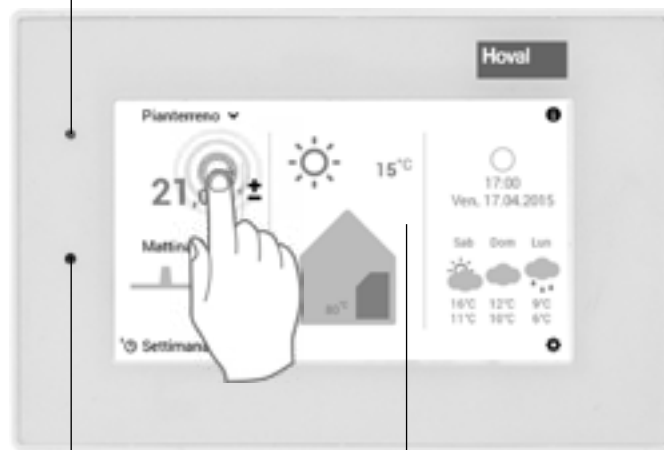 Hoval
Pianterreno
21,
±
Mattina
Settimana
15°C
80°C
17:00
Ven, 17.04.2015
Sab Dom Lun
16°C 12°C 9°C
11°C 10°C 6°C